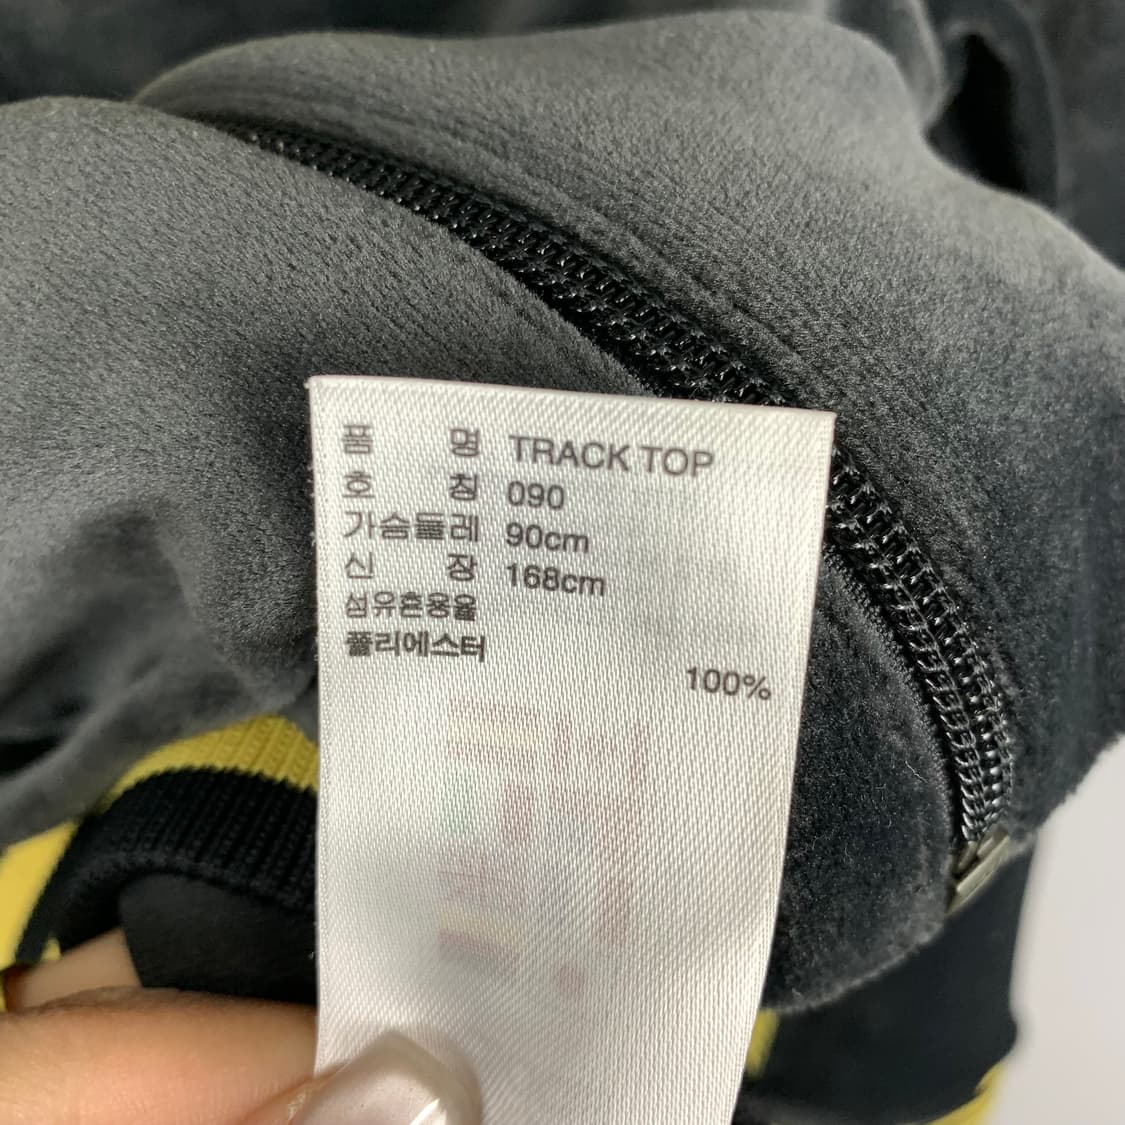 품 명 TRACK TOP
호 칭 090
가슴둘레 90cm
신 장 168cm
섬유혼용율
폴리에스터
100%